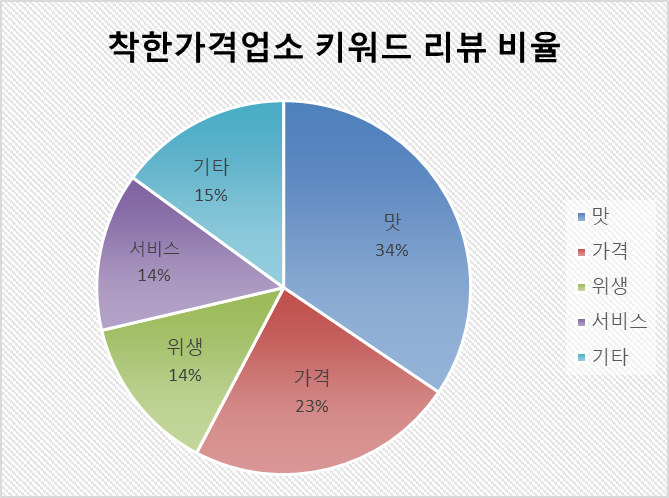 착한가격업소 키워드 리뷰 비율
기타
15%
맛
34%
서비스
14%
위생
14%
가격
23%
맛
가격
위생
서비스
기타